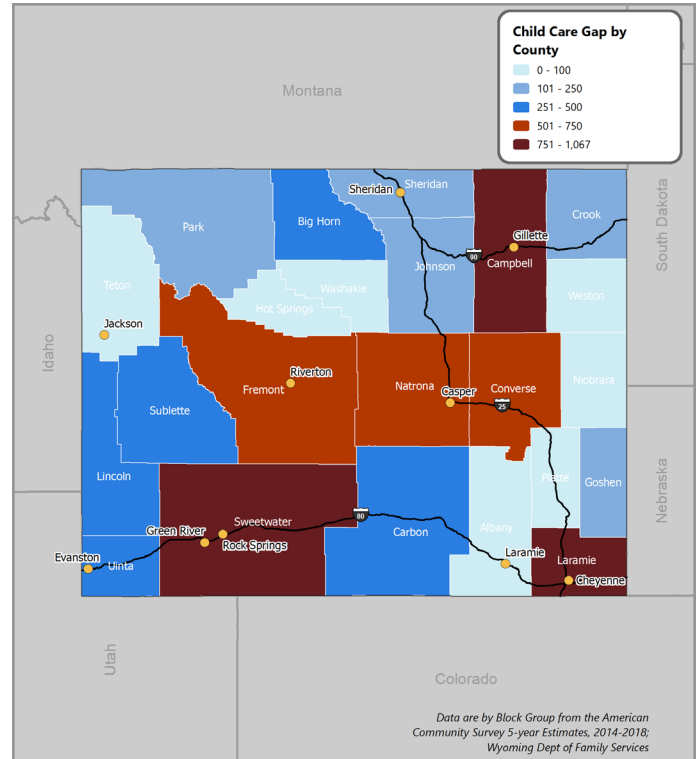 Child Care Gap by
County
0 - 100
101 - 250
251 - 500
501 - 750
751 - 1,067
Montana
South Dakota
Idaho
Nebraska
Utah
Colorado
Sheridan
Sheridan
Park
Big Horn
Crook
Gillette
Johnson
90
Campbell
Teton
Washakie
Hot Springs
Weston
Jackson
Riverton
Fremont
Natrona
Casper
Converse
Niobrara
25
Sublette
Lincoln
Platte
Goshen
Green River
Sweetwater
80
Rock Springs
Carbon
Albany
Evanston
Uinta
Laramie
Laramie
Cheyenne
Data are by Block Group from the American
Community Survey 5-year Estimates, 2014-2018;
Wyoming Dept of Family Services